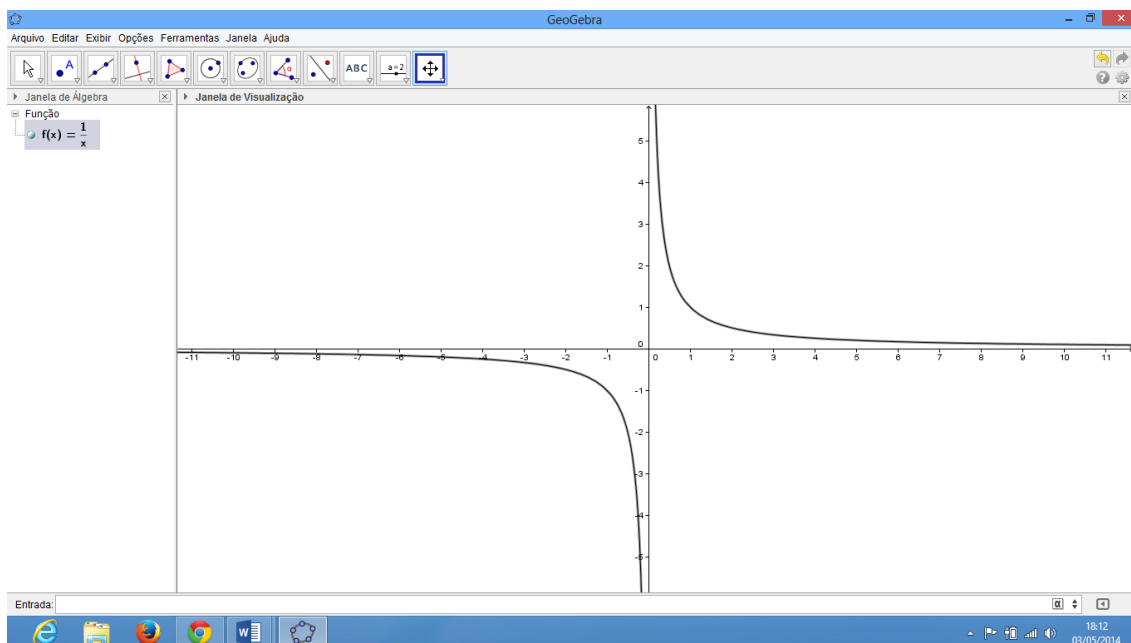 GeoGebra
Arquivo Editar Exibir Opções Ferramentas Janela Ajuda
A α ABC a=2
Janela de Álgebra
Janela de Visualização
Função
f(x) = 1/x
5
4
3
2
1
0
-11 -10 -9 -8 -7 -6 -5 -4 -3 -2 -1 0 1 2 3 4 5 6 7 8 9 10 11
-1
-2
-3
-4
-5
Entrada:
α
18:12
03/05/2014